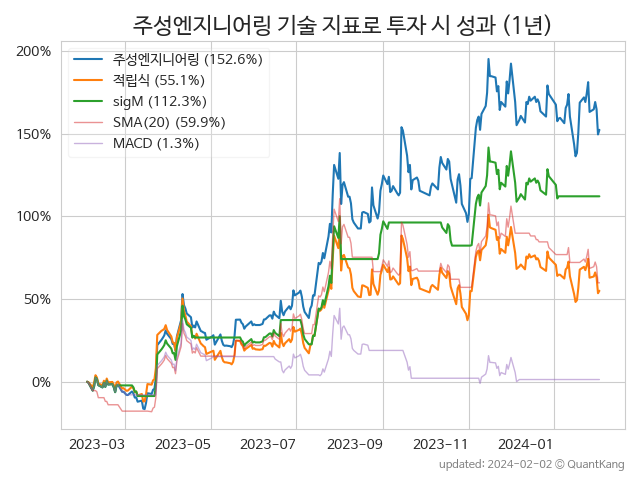 주성엔지니어링 기술 지표로 투자 시 성과 (1년)
200%
150%
100%
50%
0%
주성엔지니어링 (152.6%)
적립식 (55.1%)
sigM (112.3%)
SMA(20) (59.9%)
MACD (1.3%)
2023-03 2023-05 2023-07 2023-09 2023-11 2024-01
updated: 2024-02-02 © QuantKang